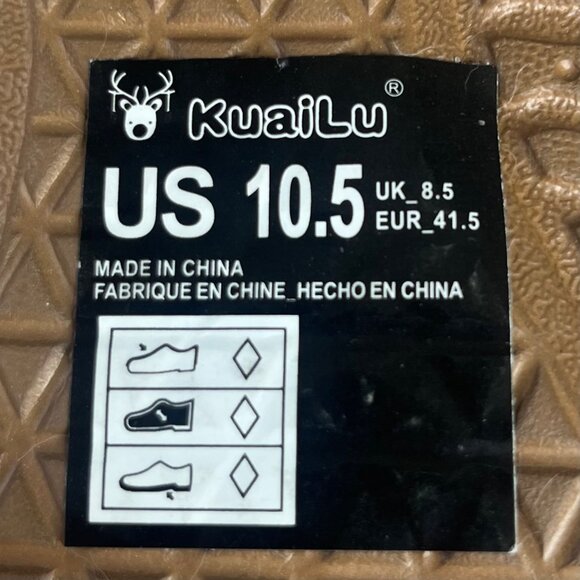 KuaiLu®
US 10.5
UK_8.5
EUR_41.5
MADE IN CHINA
FABRIQUE EN CHINE_HECHO EN CHINA